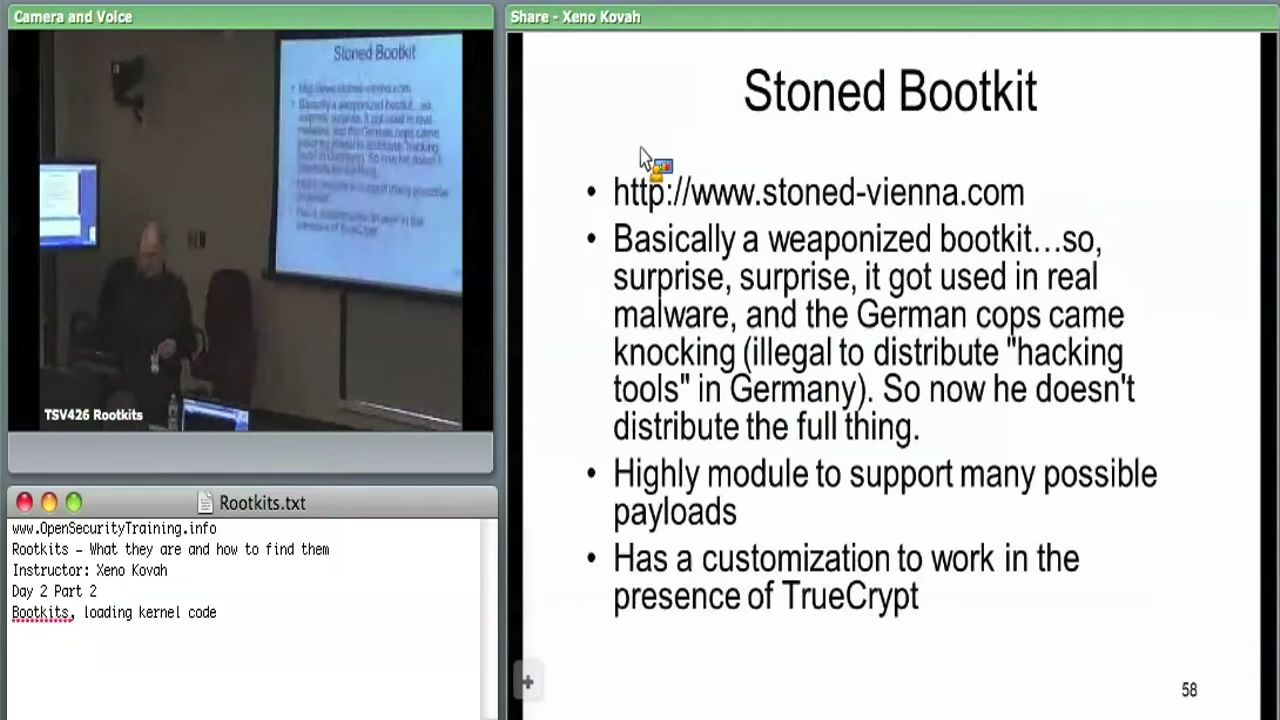 Camera and Voice
Stoned Bootkit
TSV426 Rootkits
Rootkits.txt
www.OpenSecurityTraining.info
Rootkits - What they are and how to find them
Instructor: Xeno Kovah
Day 2 Part 2
Bootkits, loading kernel code
Share - Xeno Kovah
Stoned Bootkit
• http://www.stoned-vienna.com
• Basically a weaponized bootkit…so,
surprise, surprise, it got used in real
malware, and the German cops came
knocking (illegal to distribute "hacking
tools" in Germany). So now he doesn't
distribute the full thing.
• Highly module to support many possible
payloads
• Has a customization to work in the
presence of TrueCrypt
58